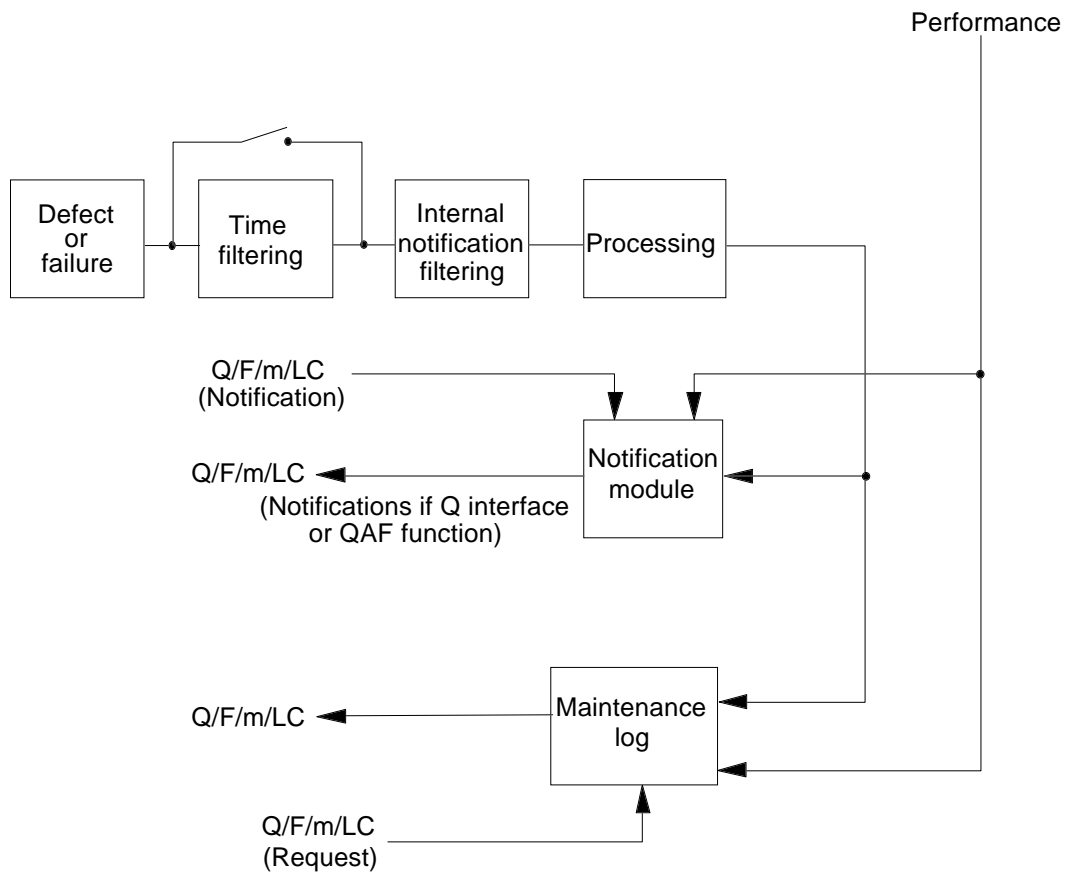 Performance
Defect
or
failure
Time
filtering
Internal
notification
filtering
Processing
Q/F/m/LC
(Notification)
Notification
module
Q/F/m/LC
(Notifications if Q interface
or QAF function)
Maintenance
log
Q/F/m/LC
Q/F/m/LC
(Request)